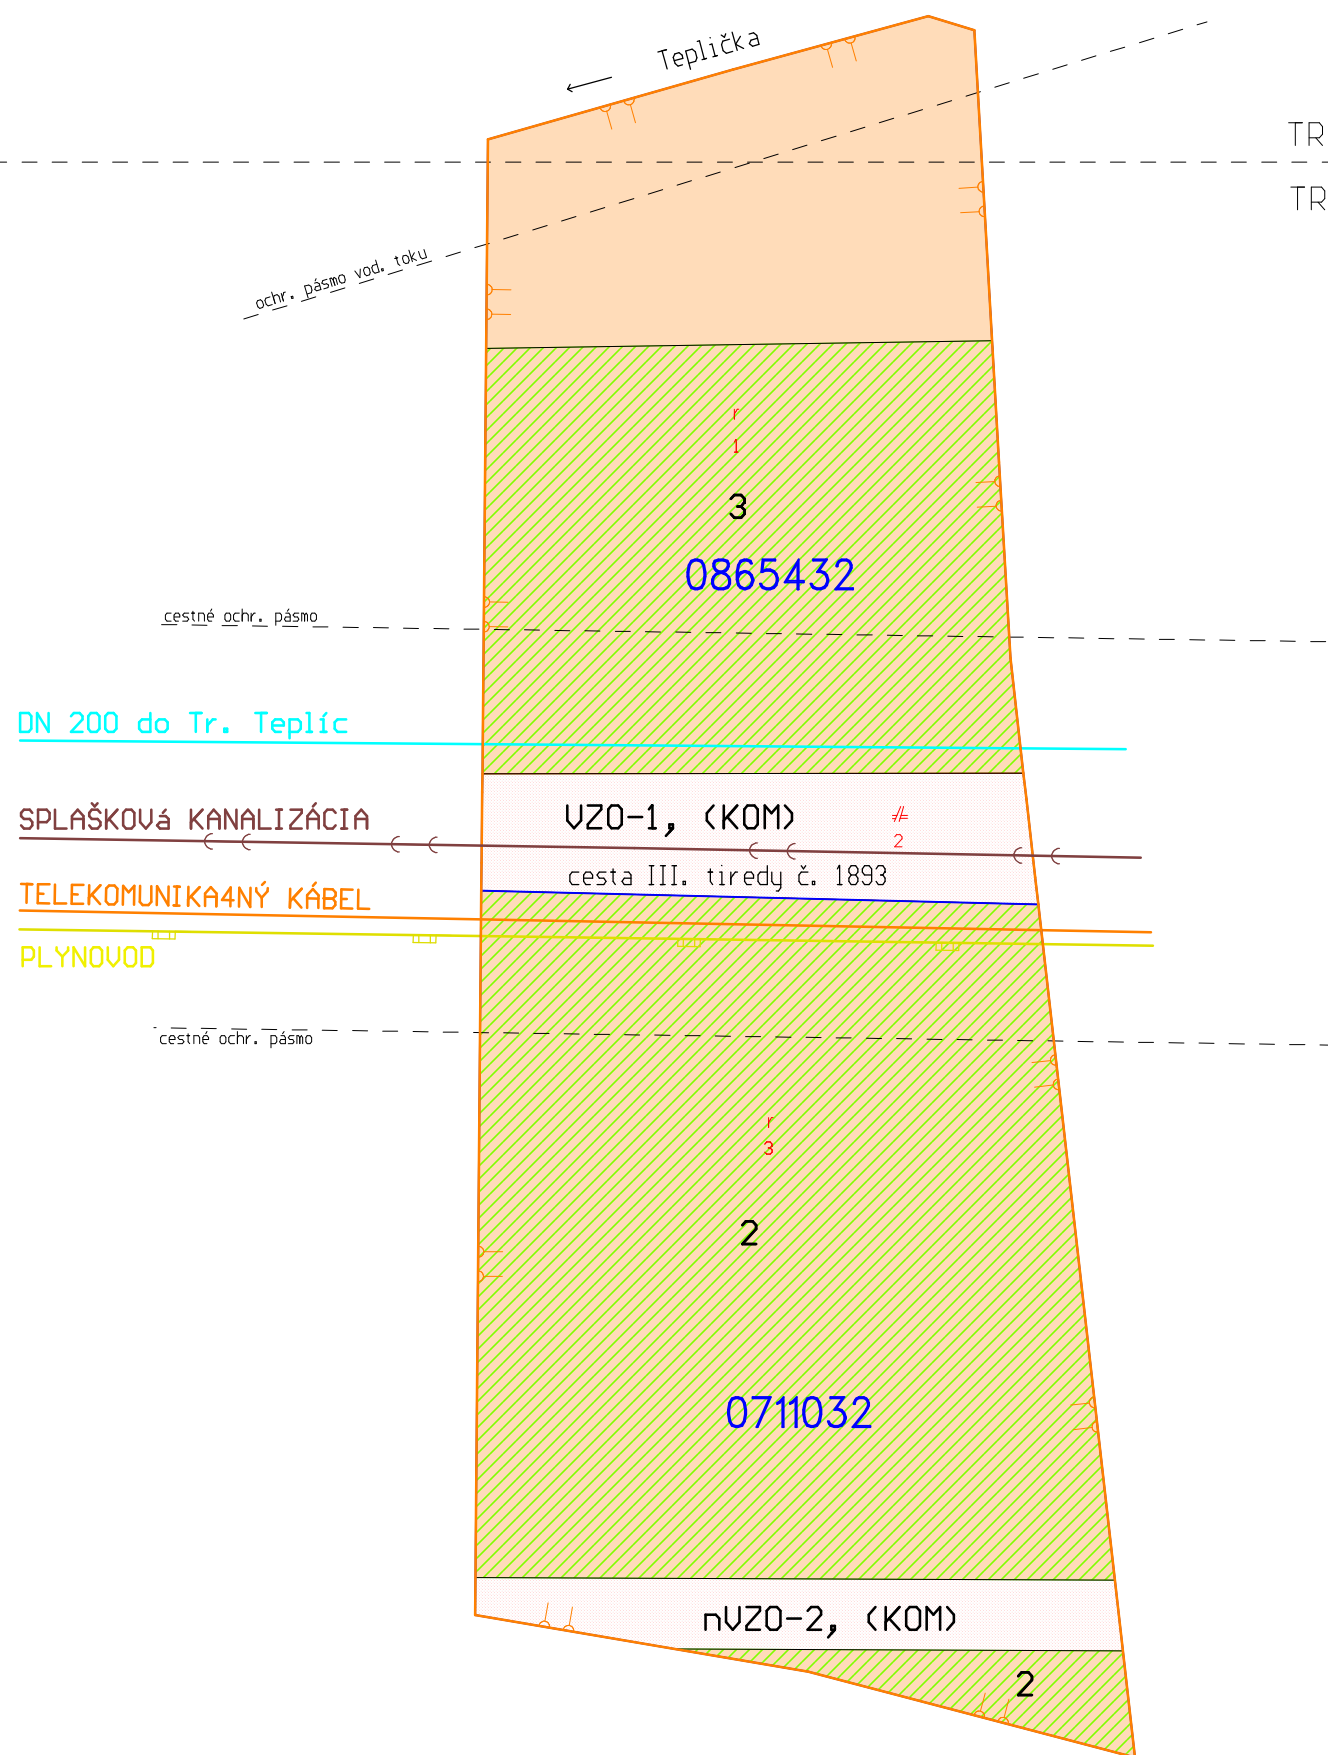 Teplička
TR
TR
ochr. pásmo vod. toku
r
1
3
0865432
cestné ochr. pásmo
DN 200 do Tr. Teplíc
VZO-1, (KOM)
2
SPLAŠKOVá KANALIZÁCIA
cesta III. tiredy č. 1893
TELEKOMUNIKA4NÝ KÁBEL
PLYNOVOD
cestné ochr. pásmo
r
3
2
0711032
nVZO-2, (KOM)
2